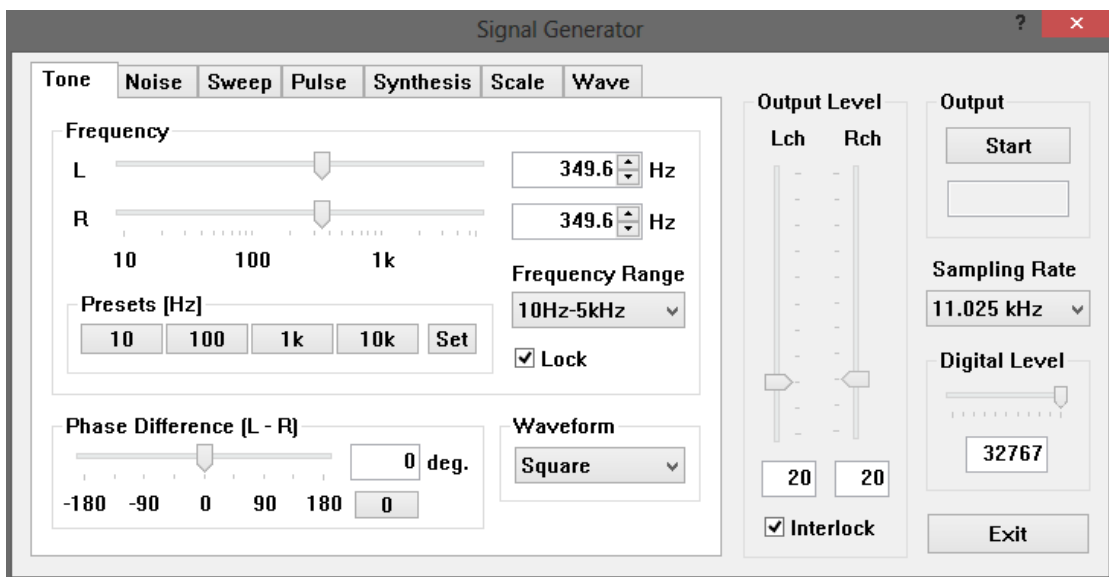 Signal Generator
?
Tone Noise Sweep Pulse Synthesis Scale Wave
Frequency
L 349.6 Hz
R 349.6 Hz
10 100 1k
Frequency Range
10Hz-5kHz
Lock
Presets [Hz]
10 100 1k 10k Set
Phase Difference (L - R)
0 deg.
-180 -90 0 90 180 0
Waveform
Square
Output Level
Lch Rch
20 20
Interlock
Output
Start
Sampling Rate
11.025 kHz
Digital Level
32767
Exit